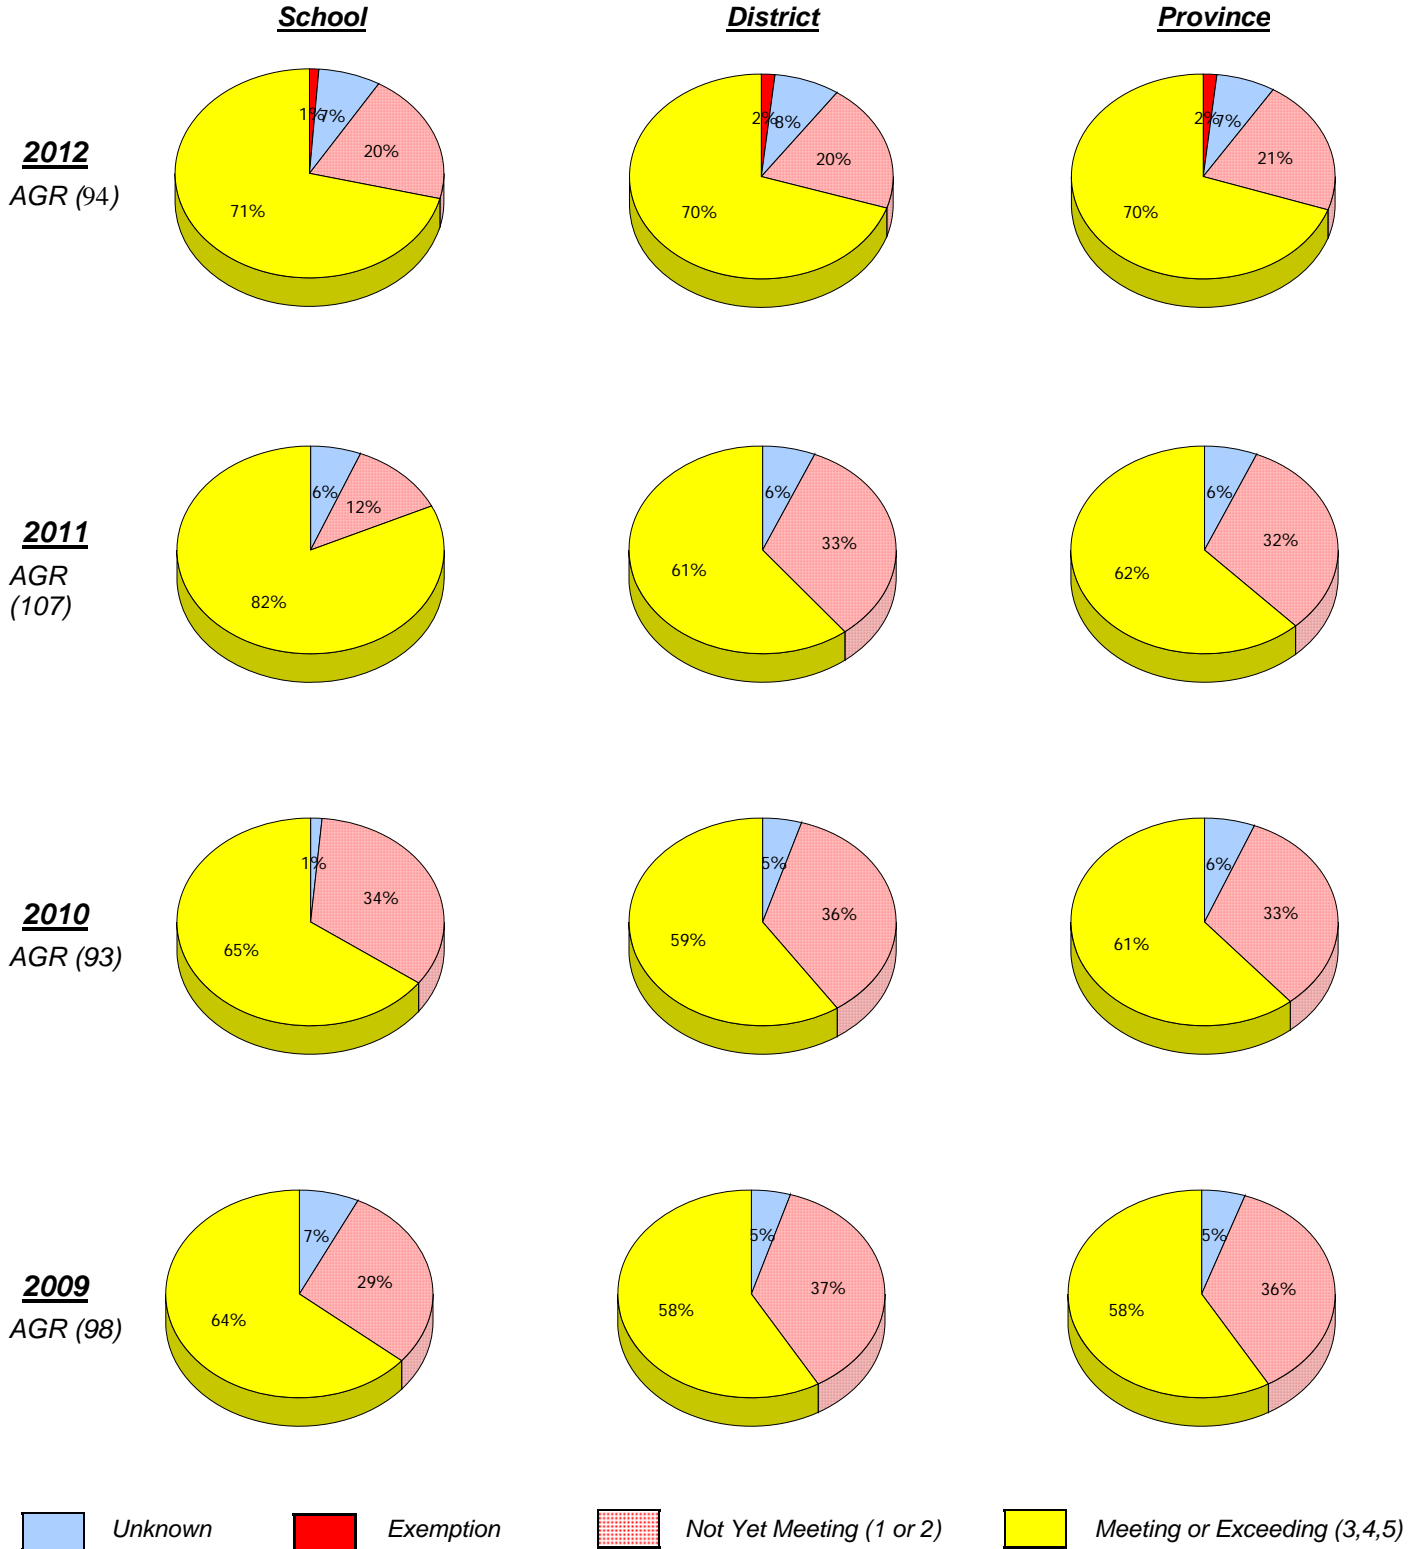 School District Province
2012
AGR (94)
1% 7% 20% 71%
2% 8% 20% 70%
2% 7% 21% 70%
2011
AGR
(107)
6% 12% 82%
6% 33% 61%
6% 32% 62%
2010
AGR (93)
1% 34% 65%
5% 36% 59%
6% 33% 61%
2009
AGR (98)
7% 29% 64%
5% 37% 58%
5% 36% 58%
Unknown Exemption Not Yet Meeting (1 or 2) Meeting or Exceeding (3,4,5)